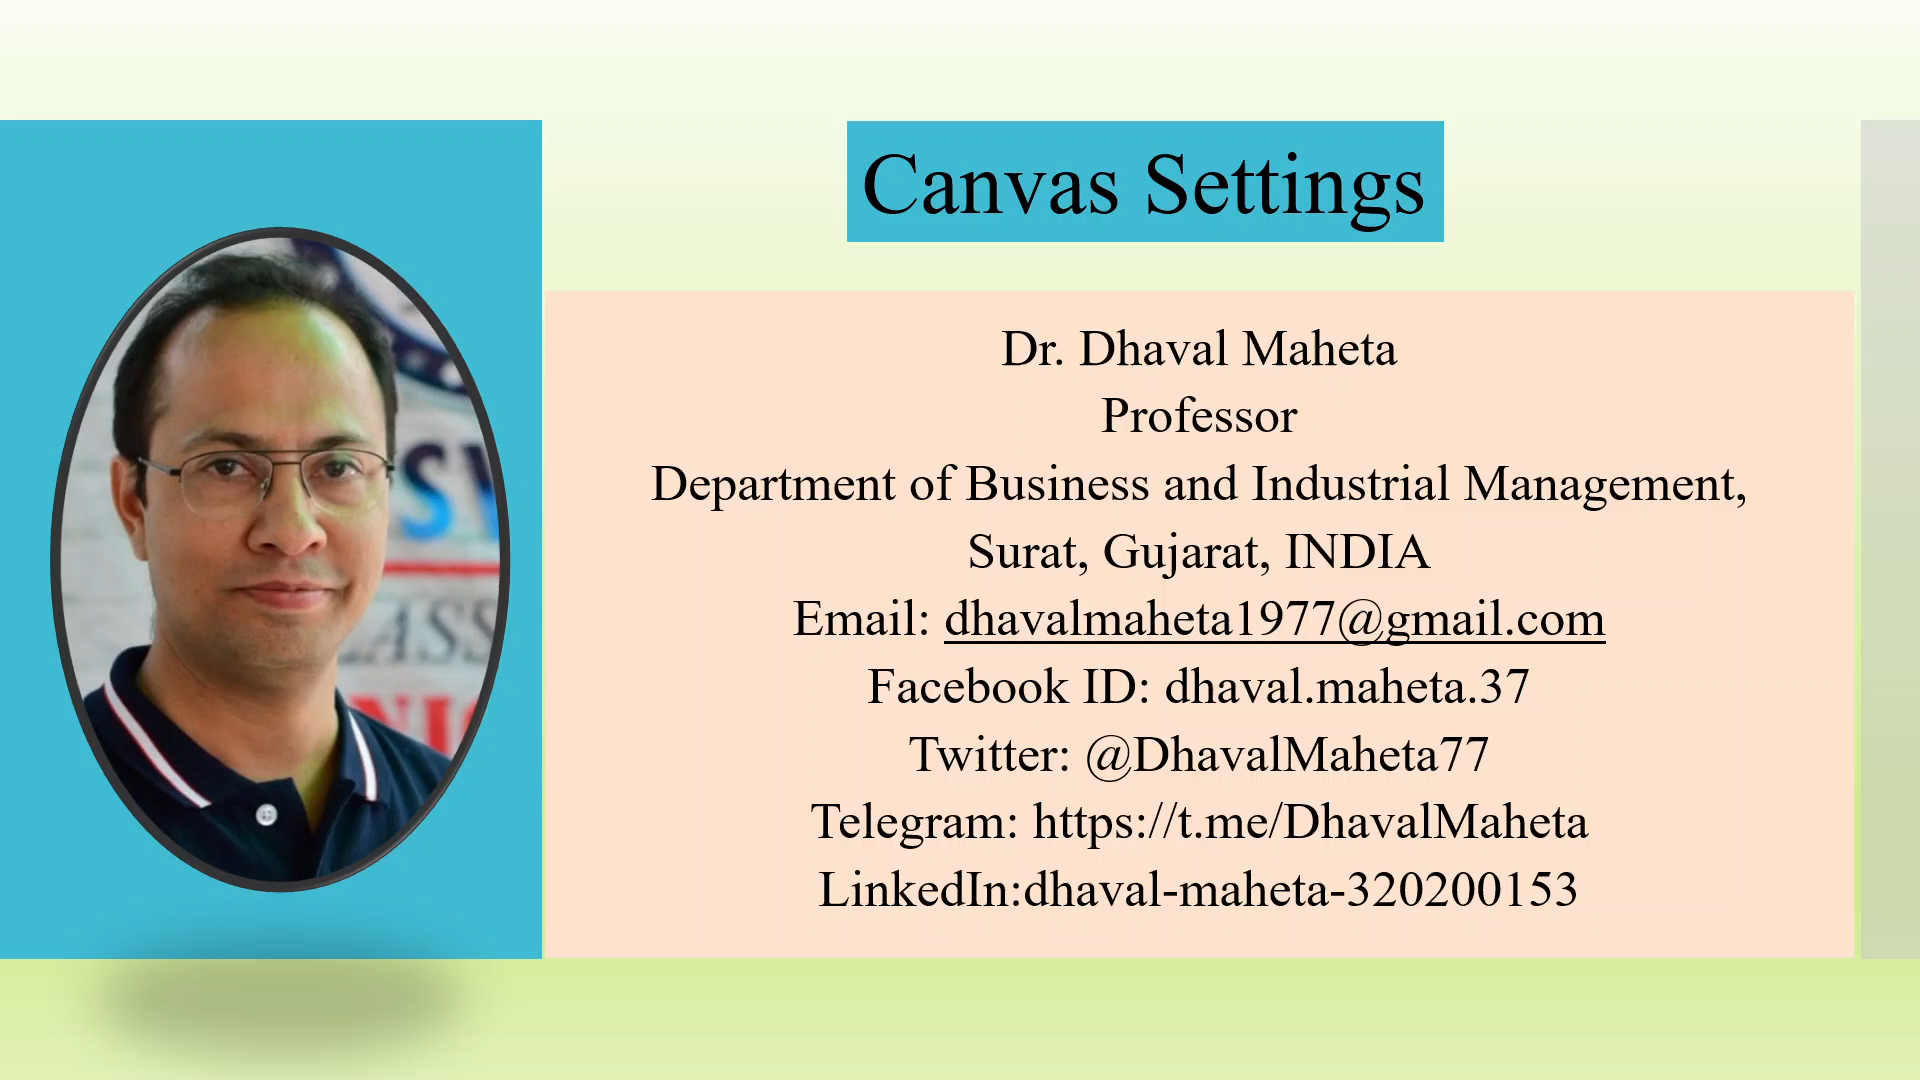 Canvas Settings
Dr. Dhaval Maheta
Professor
Department of Business and Industrial Management,
Surat, Gujarat, INDIA
Email: dhavalmaheta1977@gmail.com
Facebook ID: dhaval.maheta.37
Twitter: @DhavalMaheta77
Telegram: https://t.me/DhavalMaheta
LinkedIn:dhaval-maheta-320200153